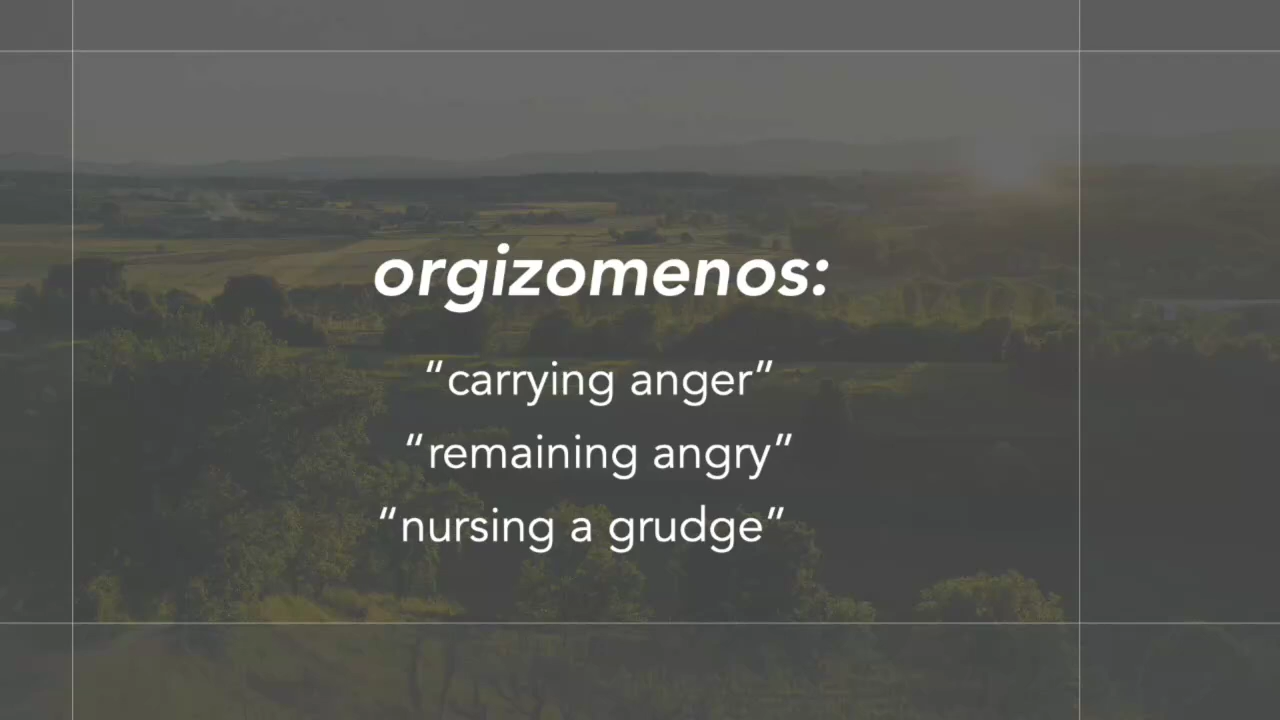 orgizomenos:
“carrying anger”
“remaining angry”
“nursing a grudge”